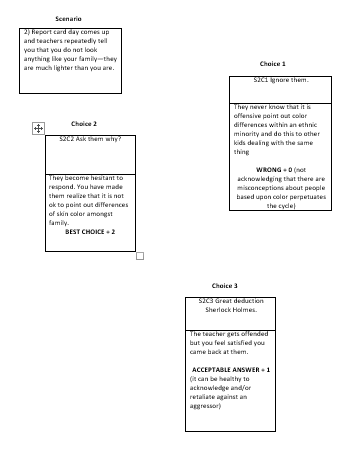 Scenario
2) Report card day comes up
and teachers repeatedly tell
you that you do not look
anything like your family—they
are much lighter than you are.
Choice 1
S2C1 Ignore them.
They never know that it is
offensive point out color
differences within an ethnic
minority and do this to other
kids dealing with the same
thing
WRONG = 0 (not
acknowledging that there are
misconceptions about people
based upon color perpetuates
the cycle)
Choice 2
S2C2 Ask them why?
They become hesitant to
respond. You have made
them realize that it is not
ok to point out differences
of skin color amongst
family.
BEST CHOICE = 2
Choice 3
S2C3 Great deduction
Sherlock Holmes.
The teacher gets offended
but you feel satisfied you
came back at them.
ACCEPTABLE ANSWER = 1
(it can be healthy to
acknowledge and/or
retaliate against an
aggressor)